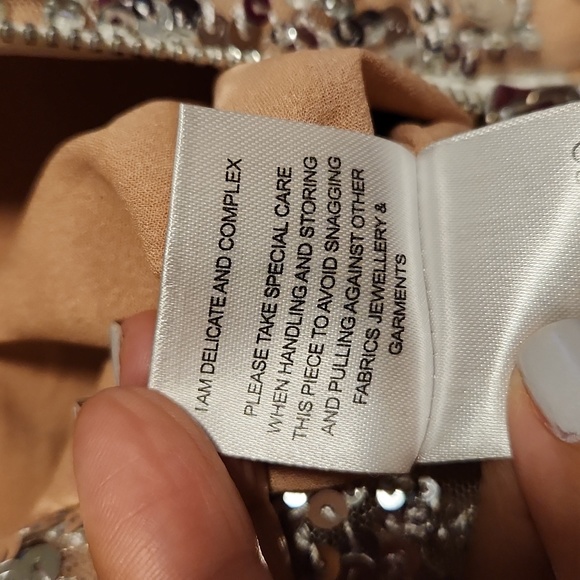 I AM DELICATE AND COMPLEX
PLEASE TAKE SPECIAL CARE
WHEN HANDLING AND STORING
THIS PIECE TO AVOID SNAGGING
AND PULLING AGAINST OTHER
FABRICS JEWELLERY &
GARMENTS